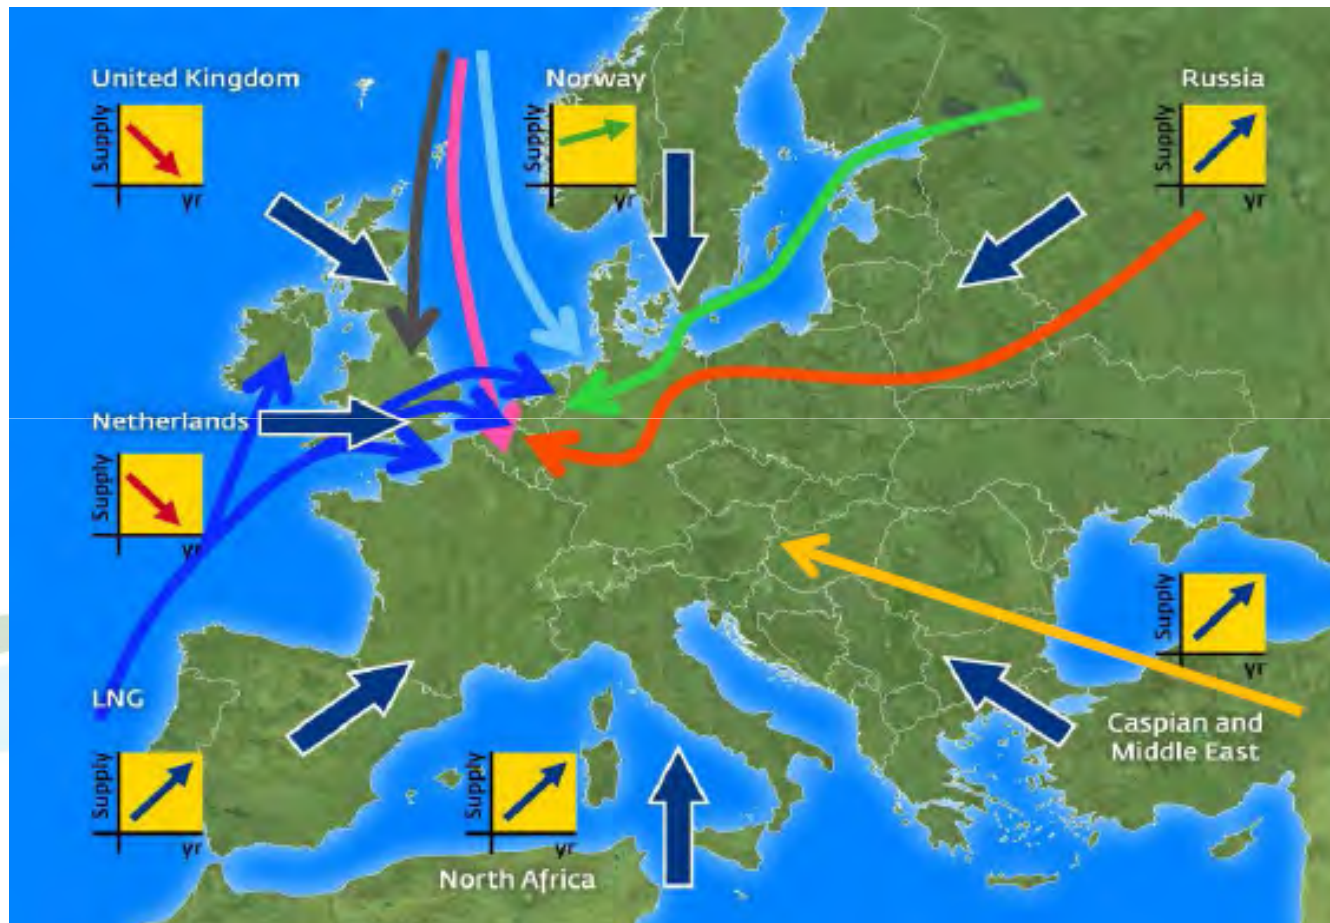 United Kingdom
Supply
yr
Norway
Supply
yr
Russia
Supply
yr
Netherlands
Supply
yr
LNG
Supply
yr
North Africa
Supply
yr
Caspian and
Middle East
Supply
yr